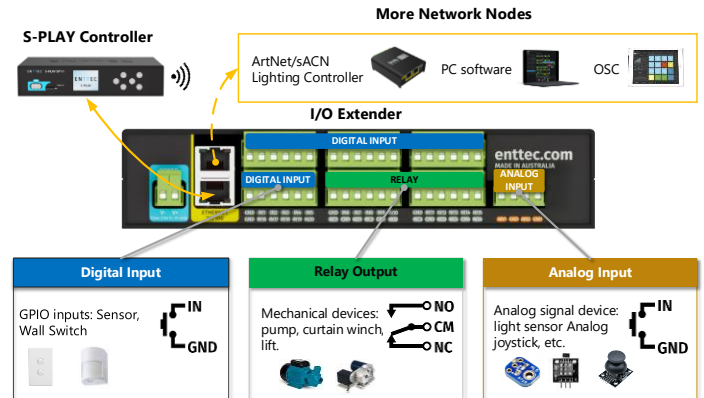 More Network Nodes
S-PLAY Controller
ArtNet/sACN
Lighting Controller
PC software
OSC
ENTTEC
I/O Extender
DIGITAL INPUT
enttec.com
MADE IN AUSTRALIA
DIGITAL INPUT
RELAY
ANALOG
INPUT
V- V+
ETHERNET
Digital Input
Relay Output
Analog Input
GPIO inputs: Sensor,
Wall Switch
IN
GND
Mechanical devices:
pump, curtain winch,
lift.
NO
CM
NC
Analog signal device:
light sensor Analog
joystick, etc.
IN
GND